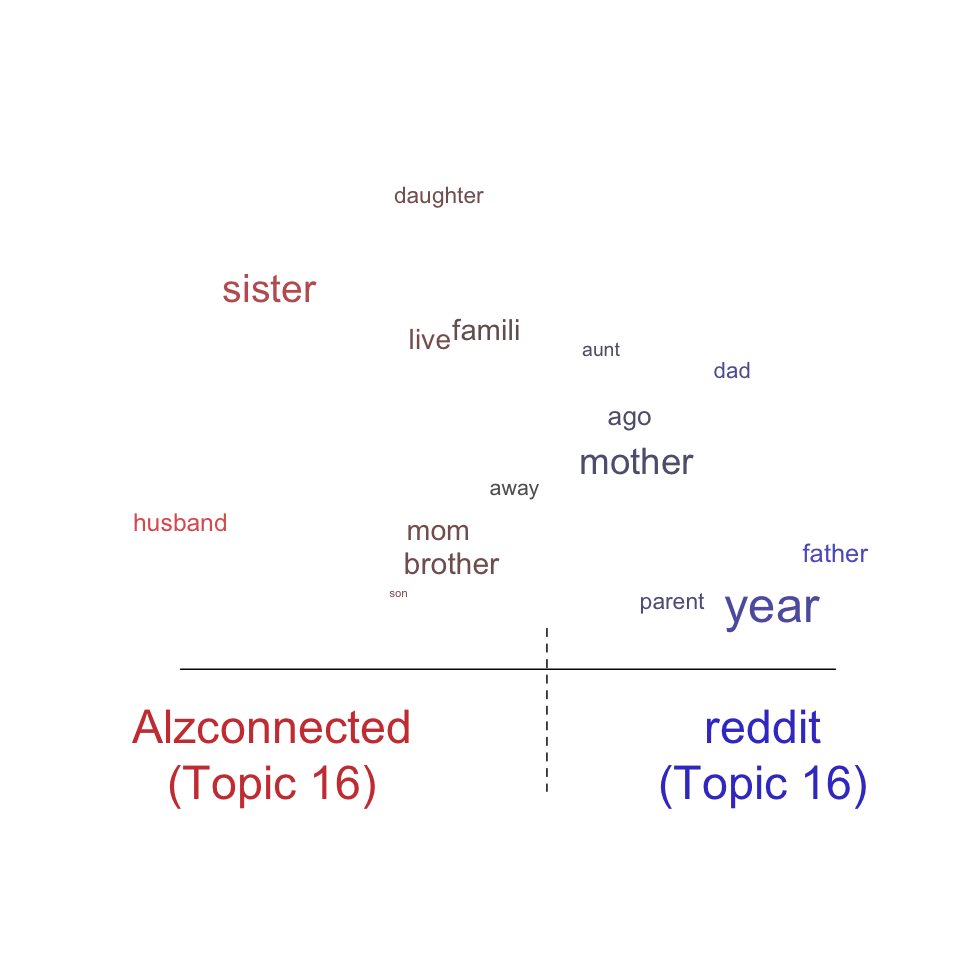 daughter
sister
live famili
aunt
dad
ago
mother
away
husband
mom
father
brother
son
parent
year
Alzconnected
(Topic 16)
reddit
(Topic 16)